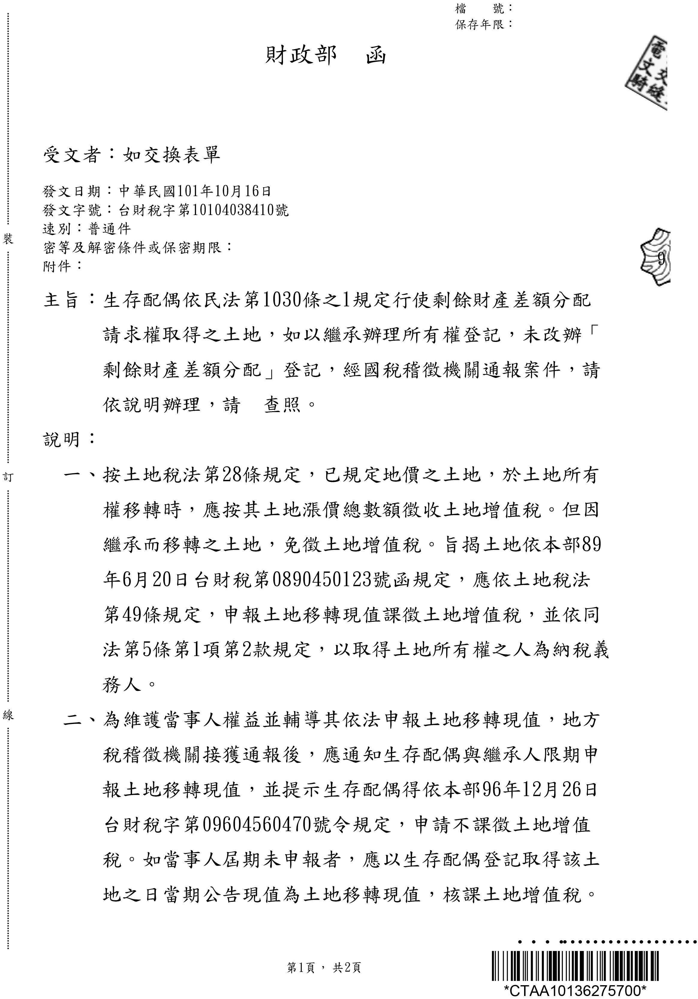 檔　　號：
保存年限：
財政部　函
電交
文
騎縫
受文者：如交換表單
發文日期：中華民國101年10月16日
發文字號：台財稅字第10104038410號
速別：普通件
密等及解密條件或保密期限：
附件：
9
主旨：生存配偶依民法第1030條之1規定行使剩餘財產差額分配
請求權取得之土地，如以繼承辦理所有權登記，未改辦「
剩餘財產差額分配」登記，經國稅稽徵機關通報案件，請
依說明辦理，請　查照。
說明：
一、按土地稅法第28條規定，已規定地價之土地，於土地所有
權移轉時，應按其土地漲價總數額徵收土地增值稅。但因
繼承而移轉之土地，免徵土地增值稅。旨揭土地依本部89
年6月20日台財稅第0890450123號函規定，應依土地稅法
第49條規定，申報土地移轉現值課徵土地增值稅，並依同
法第5條第1項第2款規定，以取得土地所有權之人為納稅義
務人。
二、為維護當事人權益並輔導其依法申報土地移轉現值，地方
稅稽徵機關接獲通報後，應通知生存配偶與繼承人限期申
報土地移轉現值，並提示生存配偶得依本部96年12月26日
台財稅字第09604560470號令規定，申請不課徵土地增值
稅。如當事人屆期未申報者，應以生存配偶登記取得該土
地之日當期公告現值為土地移轉現值，核課土地增值稅。
裝
訂
線
第1頁，共2頁
*CTAA10136275700*